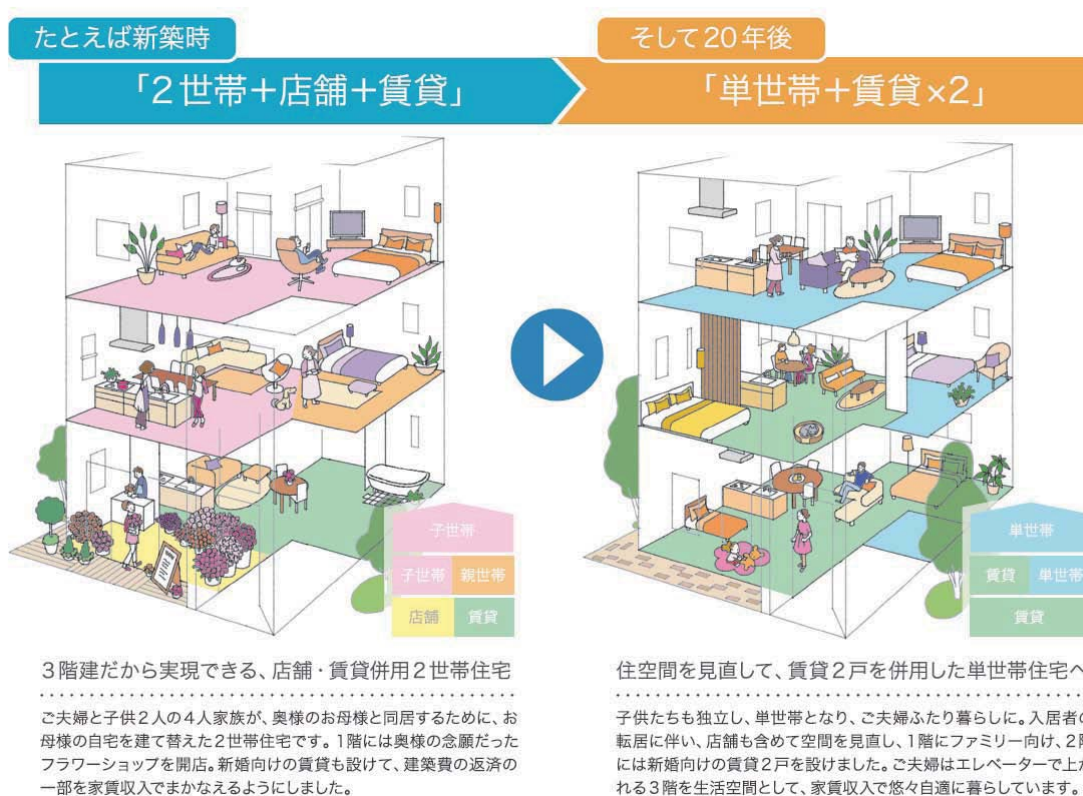 たとえば新築時
そして20年後
「2世帯+店舗+賃貸」
「単世帯+賃貸×2」
子世帯
子世帯 親世帯
店舗 賃貸
単世帯
賃貸 単世帯
賃貸
3階建だから実現できる、店舗・賃貸併用2世帯住宅
ご夫婦と子供2人の4人家族が、奥様のお母様と同居するために、お
母様の自宅を建て替えた2世帯住宅です。1階には奥様の念願だった
フラワーショップを開店。新婚向けの賃貸も設けて、建築費の返済の
一部を家賃収入でまかなえるようにしました。
住空間を見直して、賃貸2戸を併用した単世帯住宅へ
子供たちも独立し、単世帯となり、ご夫婦ふたり暮らしに。入居者の
転居に伴い、店舗も含めて空間を見直し、1階にファミリー向け、2階
には新婚向けの賃貸2戸を設けました。ご夫婦はエレベーターで上が
れる3階を生活空間として、家賃収入で悠々自適に暮らしています。